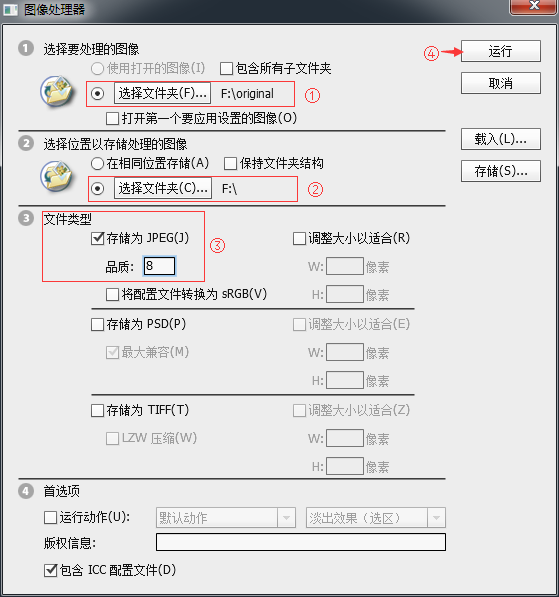 图像处理器
1 选择要处理的图像
④ 运行
使用打开的图像(I) 包含所有子文件夹
取消
选择文件夹(F)... F:\original ①
打开第一个要应用设置的图像(O)
2 选择位置以存储处理的图像
载入(L)...
在相同位置存储(A) 保持文件夹结构
存储(S)...
选择文件夹(C)... F:\ ②
3 文件类型
存储为 JPEG(J) ③ 调整大小以适合(R)
品质: 8 W: 像素
将配置文件转换为 sRGB(V) H: 像素
存储为 PSD(P) 调整大小以适合(E)
最大兼容(M) W: 像素
H: 像素
存储为 TIFF(T) 调整大小以适合(Z)
LZW 压缩(W) W: 像素
H: 像素
4 首选项
运行动作(U): 默认动作 淡出效果（选区）
版权信息:
包含 ICC 配置文件(D)